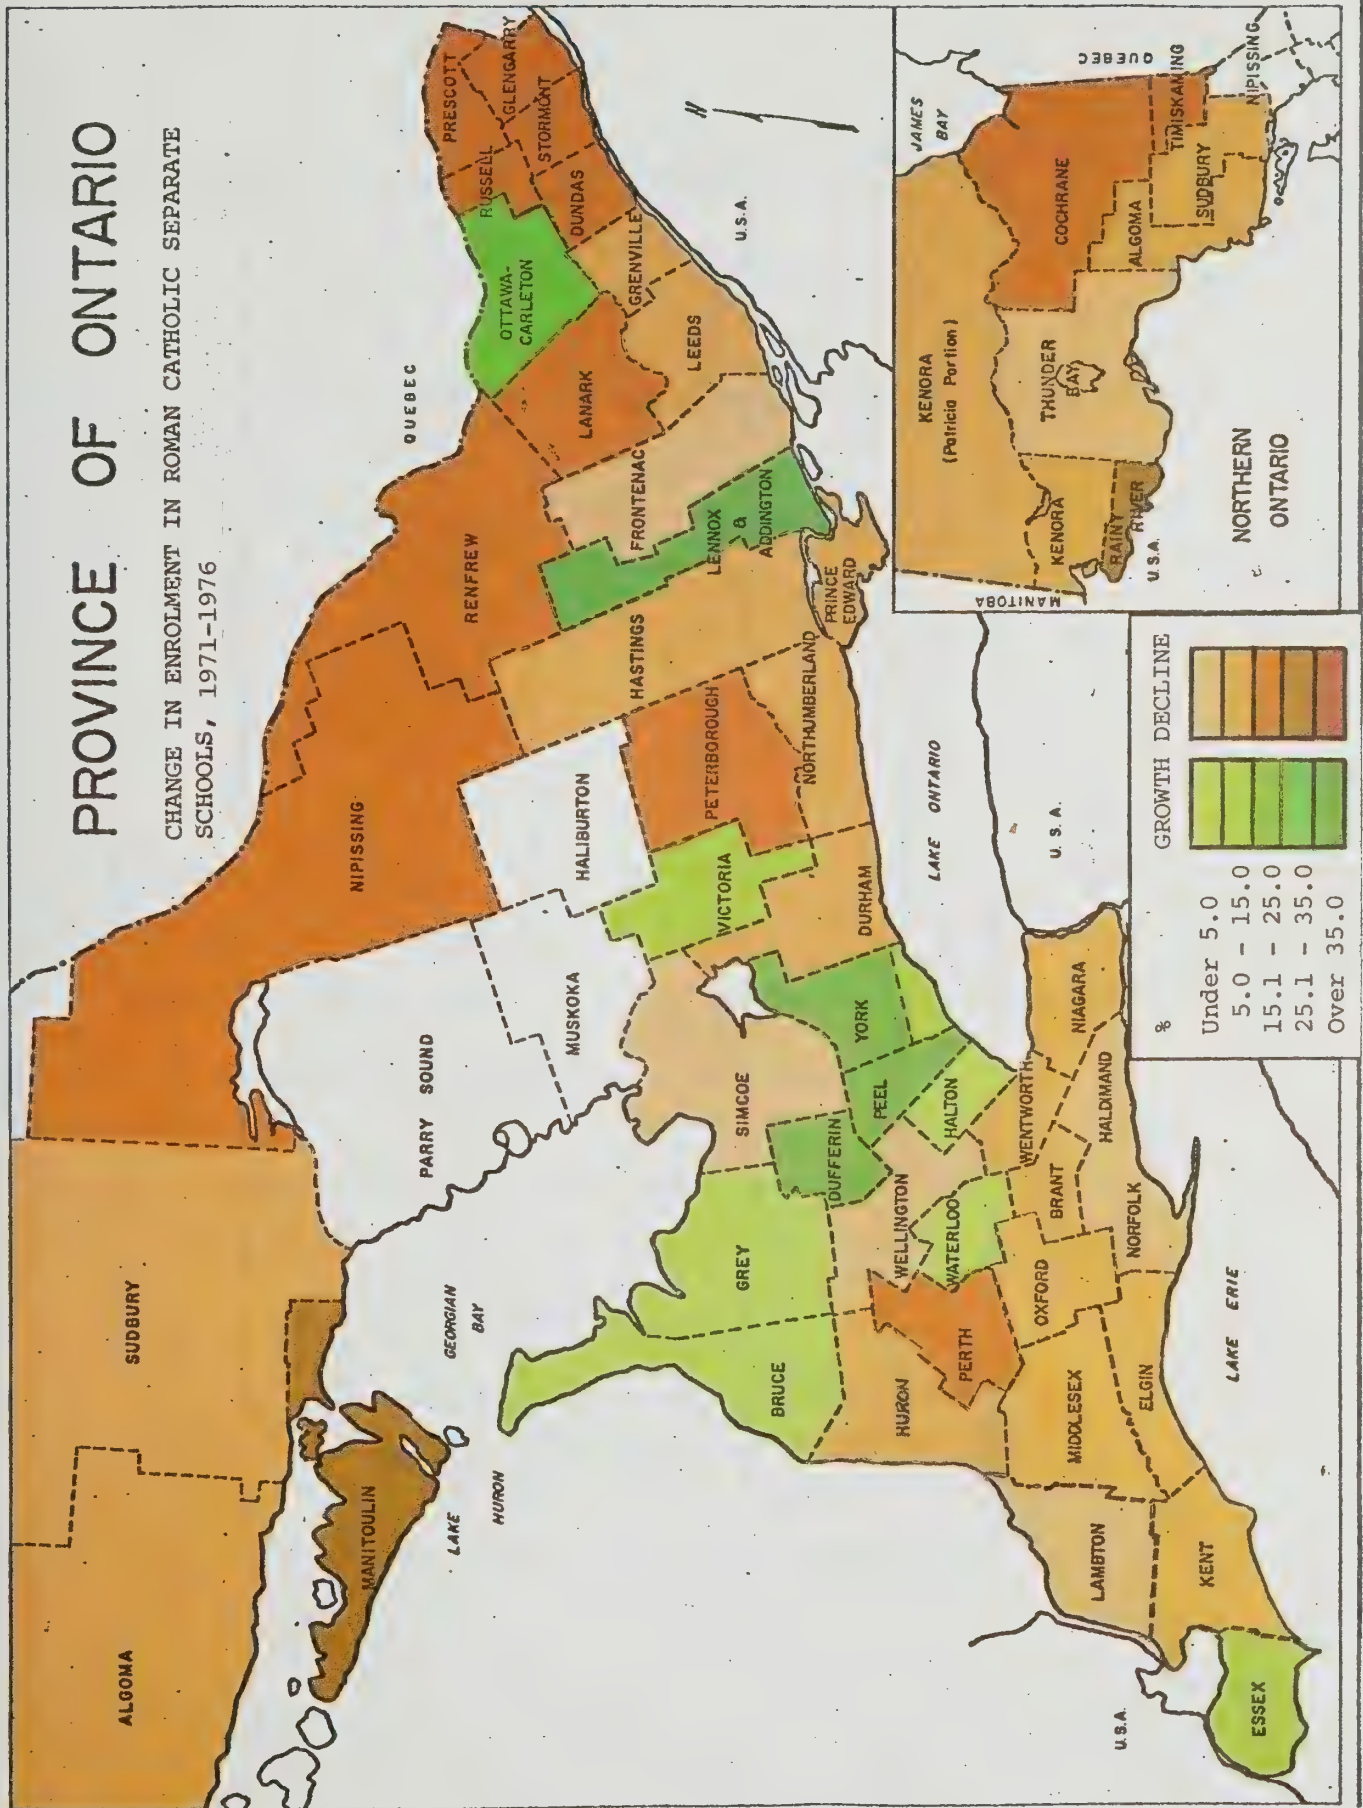 PROVINCE OF ONTARIO
CHANGE IN ENROLMENT IN ROMAN CATHOLIC SEPARATE
SCHOOLS, 1971-1976
QUEBEC
PRESCOTT
GLENGARRY
RUSSELL
STORMONT
DUNDAS
OTTAWA-
CARLETON
GRENVILLE
LEEDS
LANARK
FRONTENAC
LENNOX
&
ADDINGTON
RENFREW
HASTINGS
PRINCE
EDWARD
NORTHUMBERLAND
PETERBOROUGH
NIPISSING
HALIBURTON
VICTORIA
DURHAM
MUSKOKA
PARRY SOUND
SIMCOE
YORK
PEEL
HALTON
DUFFERIN
WELLINGTON
WATERLOO
WENTWORTH
NIAGARA
HALDIMAND
BRANT
NORFOLK
OXFORD
GREY
BRUCE
HURON
PERTH
MIDDLESEX
ELGIN
LAMBTON
KENT
ESSEX
SUDBURY
ALGOMA
MANITOULIN
GEORGIAN
BAY
LAKE
HURON
LAKE ONTARIO
LAKE ERIE
U.S.A.
U.S.A.
U.S.A.
N
% GROWTH DECLINE
Under 5.0
5.0 - 15.0
15.1 - 25.0
25.1 - 35.0
Over 35.0
JAMES
BAY
QUEBEC
MANITOBA
KENORA
(Patricia Portion)
COCHRANE
TIMISKAMING
NIPISSING
SUDBURY
ALGOMA
THUNDER
BAY
KENORA
RAINY
RIVER
U.S.A.
NORTHERN
ONTARIO